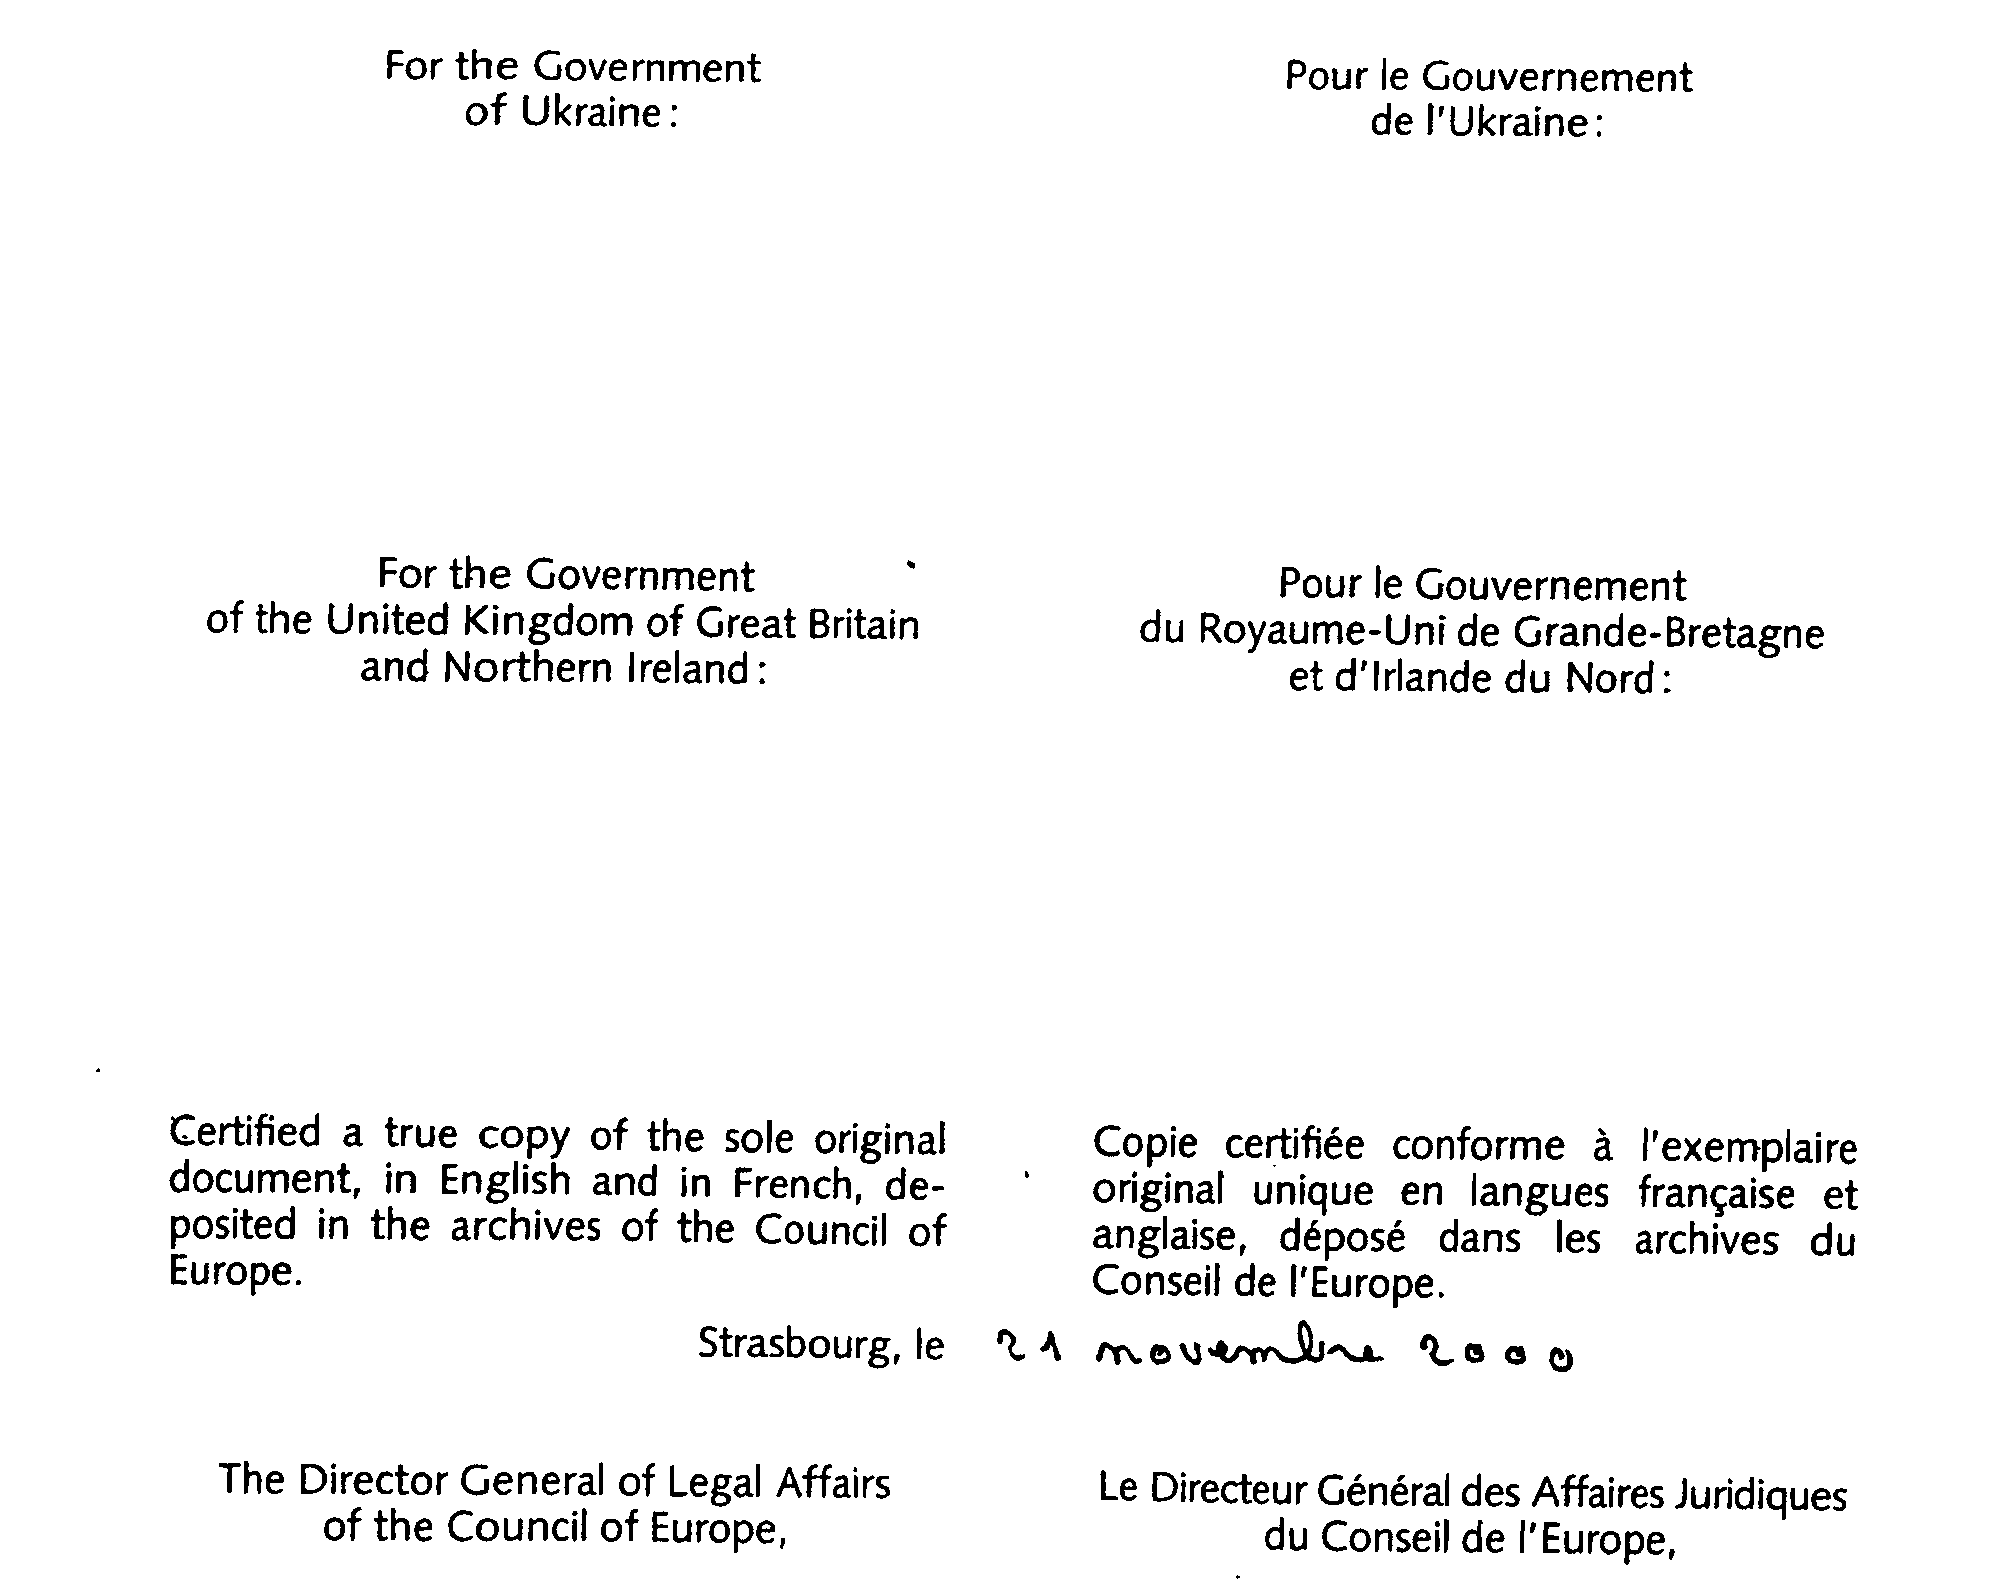 For the Government
of Ukraine :
Pour le Gouvernement
de l'Ukraine :
For the Government
of the United Kingdom of Great Britain
and Northern Ireland :
Pour le Gouvernement
du Royaume-Uni de Grande-Bretagne
et d'Irlande du Nord :
Certified a true copy of the sole original
document, in English and in French, de-
posited in the archives of the Council of
Europe.
Copie certifiée conforme à l'exemplaire
original unique en langues française et
anglaise, déposé dans les archives du
Conseil de l'Europe.
Strasbourg, le 21 novembre 2000
The Director General of Legal Affairs
of the Council of Europe,
Le Directeur Général des Affaires Juridiques
du Conseil de l'Europe,